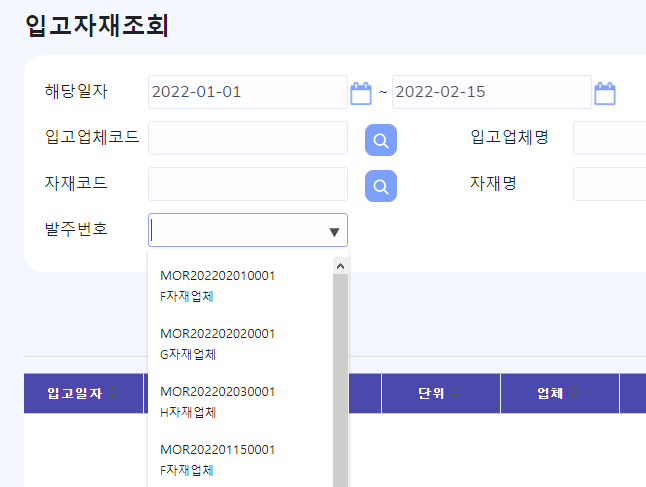 입고자재조회
해당일자 2022-01-01 ~ 2022-02-15
입고업체코드 입고업체명
자재코드 자재명
발주번호
MOR202202010001
F자재업체
MOR202202020001
G자재업체
MOR202202030001
H자재업체
MOR202201150001
F자재업체
입고일자 단위 업체